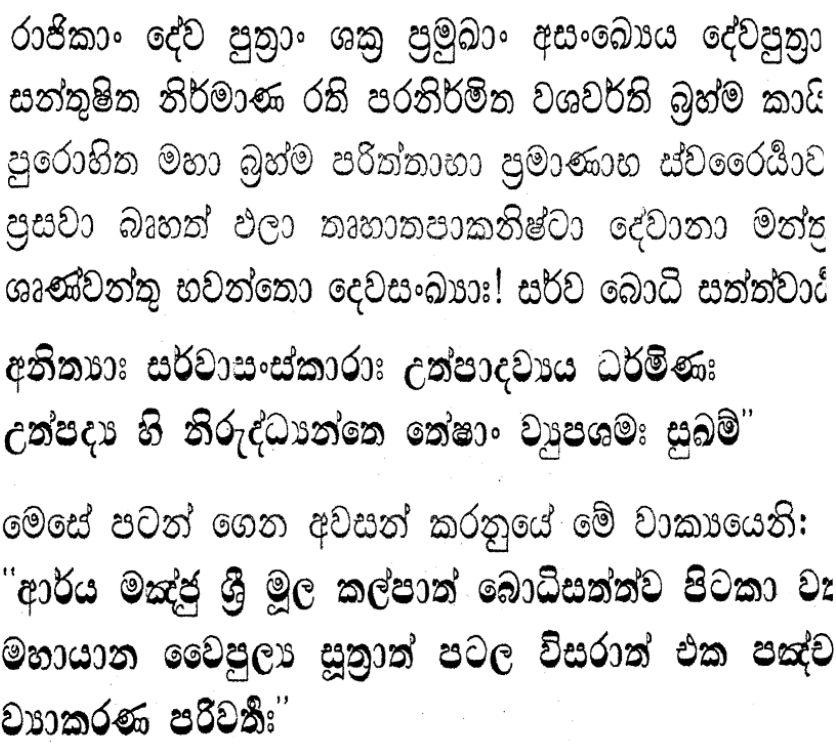 රාජිකාං දේව පුත්‍රාං ශක්‍ර ප්‍රමුඛාං අසංඛ්‍යෙය දේවපුත්‍රා
සන්තුෂිත නිර්මාණ රති පරනිර්මිත වශවර්ති බ්‍රහ්ම කායි
පුරොහිත මහා බ්‍රහ්ම පරිත්තාභා ප්‍රමාණාභ ස්වරෛර්‍ය්‍යාව
ප්‍රසවා බෘහත් ඵලා තෘහාතපාකනිෂ්ටා දේවානා මන්ත්‍ර
ශෘණ්වන්තු භවන්තො දෙවසංඛ්‍යාඃ! සර්ව බොධි සත්ත්වාර්
අනිත්‍යාඃ සර්වාසංස්කාරාඃ උත්පාදව්‍යය ධර්මිණඃ
උත්පද්‍ය හි නිරුද්ධ්‍යන්තෙ තේෂාං ව්‍යුපශමඃ සුඛම්"
මෙසේ පටන් ගෙන අවසන් කරනුයේ මේ වාක්‍යයෙනි:
"ආර්ය මඤ්ජු ශ්‍රී මූල කල්පාත් බොධිසත්ත්ව පිටකා ව
මහායාන වෛපුල්‍ය සූත්‍රාත් පටල විසරාත් එක පඤ්ච
ව්‍යාකරණ පරිවර්‍තඃ"